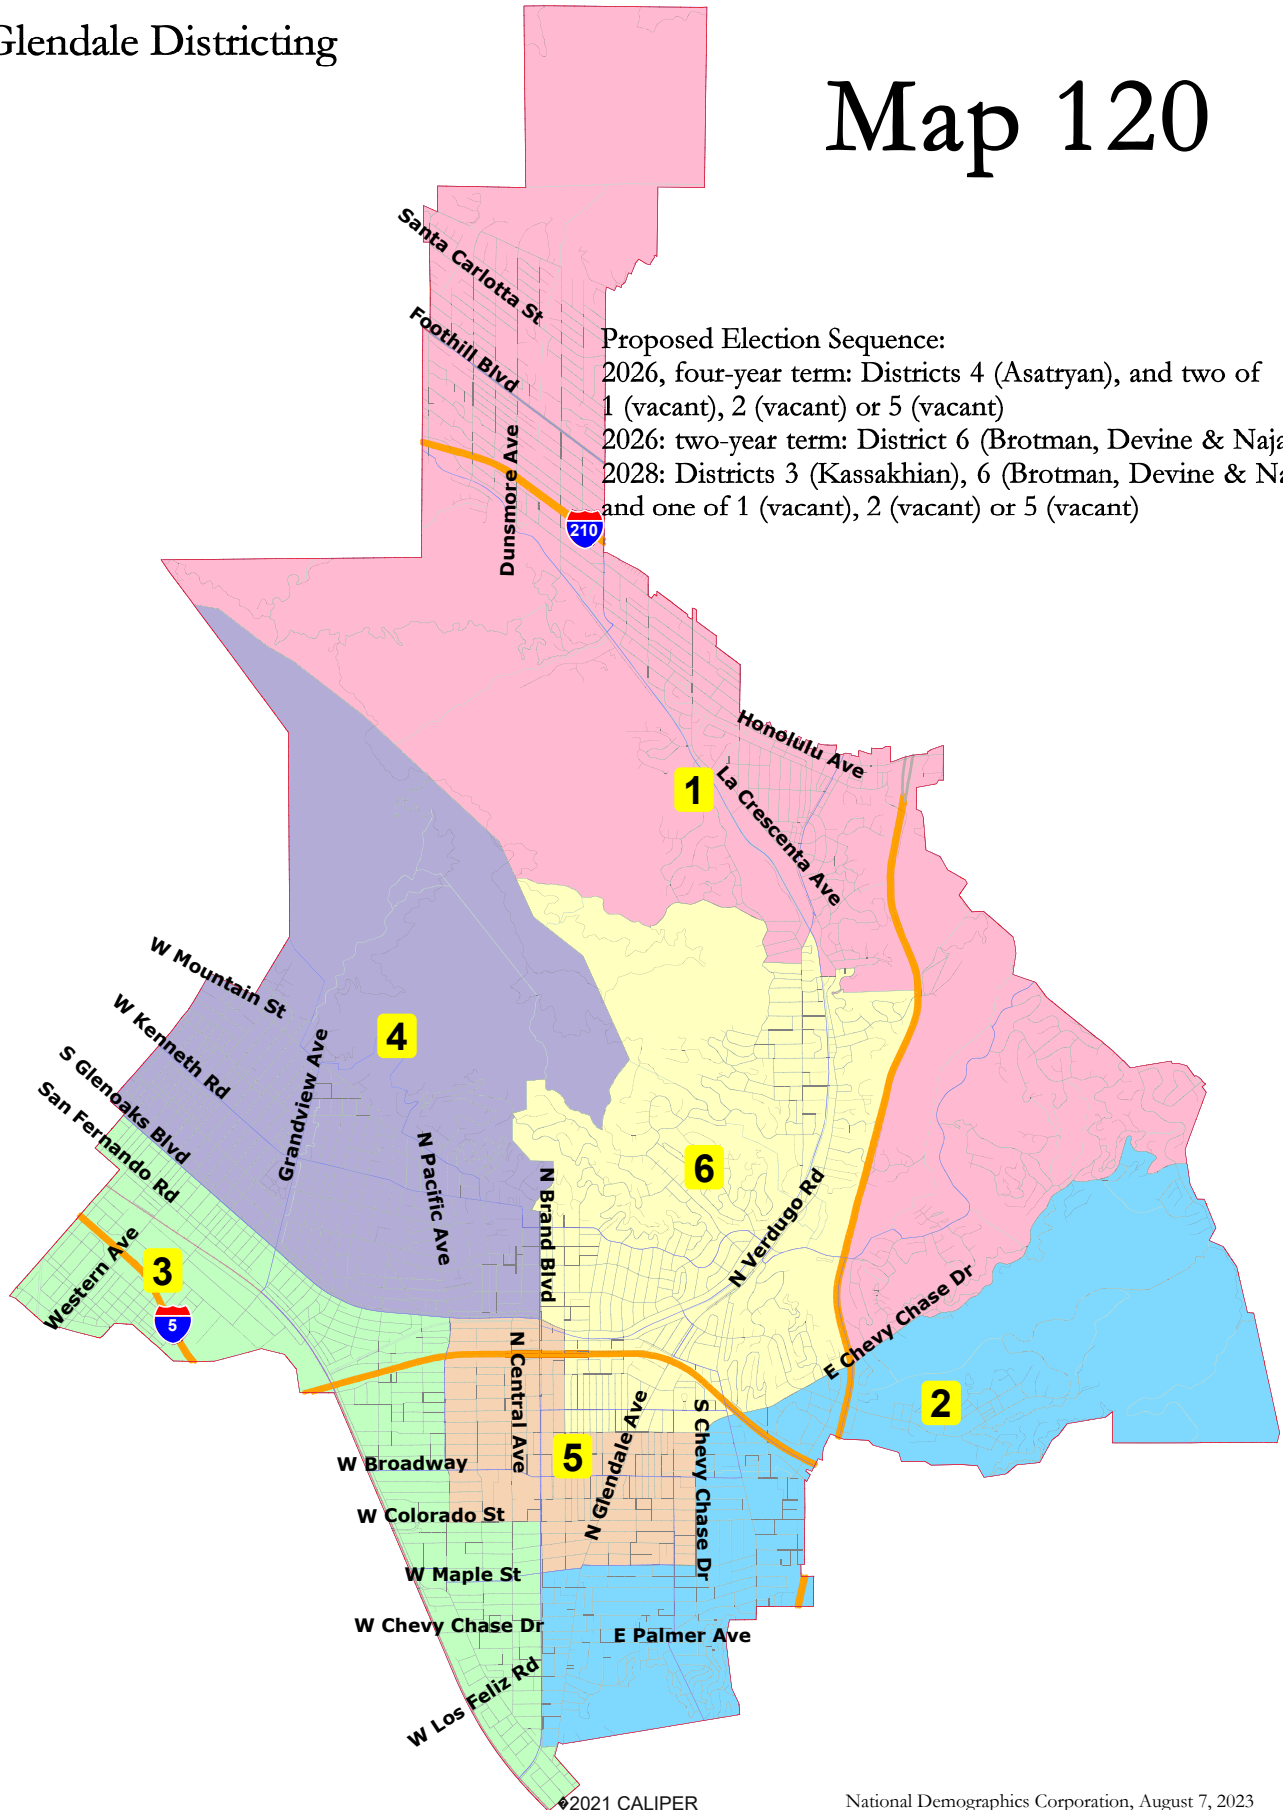 Glendale Districting
Map 120
Santa Carlotta St
Foothill Blvd
Proposed Election Sequence:
2026, four-year term: Districts 4 (Asatryan), and two of
1 (vacant), 2 (vacant) or 5 (vacant)
2026: two-year term: District 6 (Brotman, Devine & Naja
2028: Districts 3 (Kassakhian), 6 (Brotman, Devine & Na
and one of 1 (vacant), 2 (vacant) or 5 (vacant)
Dunsmore Ave
210
Honolulu Ave
1
La Crescenta Ave
W Mountain St
W Kenneth Rd
4
S Glenoaks Blvd
San Fernando Rd
Grandview Ave
N Pacific Ave
6
N Brand Blvd
N Verdugo Rd
Western Ave
3
5
E Chevy Chase Dr
N Central Ave
2
S Chevy Chase Dr
N Glendale Ave
5
W Broadway
W Colorado St
W Maple St
W Chevy Chase Dr
E Palmer Ave
W Los Feliz Rd
©2021 CALIPER
National Demographics Corporation, August 7, 2023